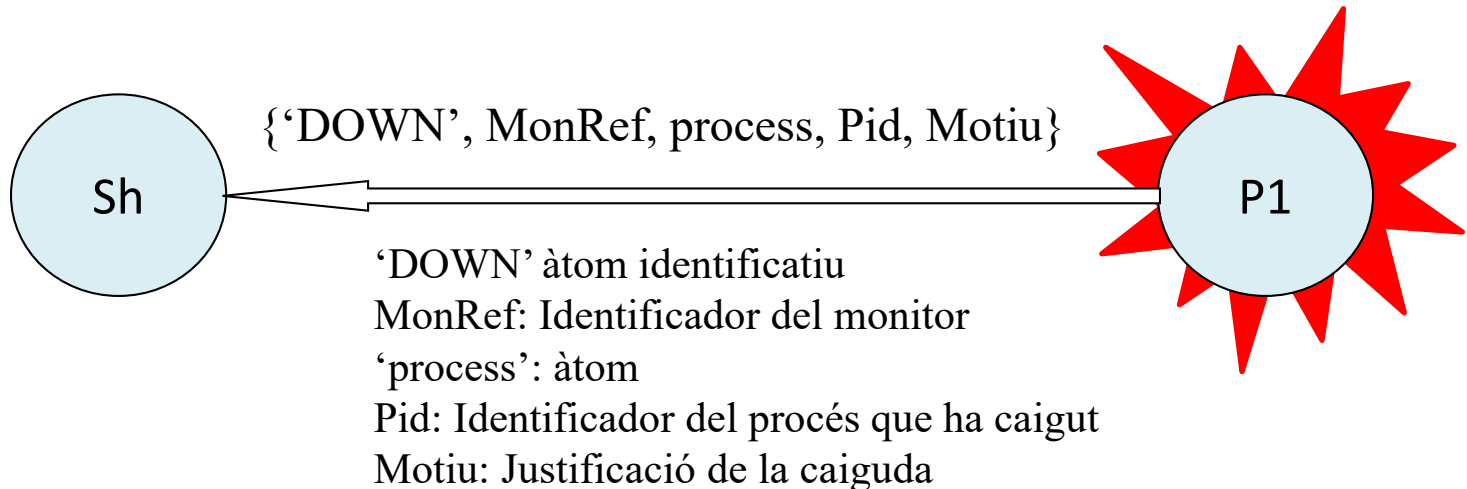 {‘DOWN’, MonRef, process, Pid, Motiu}
Sh
P1
‘DOWN’ àtom identificatiu
MonRef: Identificador del monitor
‘process’: àtom
Pid: Identificador del procés que ha caigut
Motiu: Justificació de la caiguda